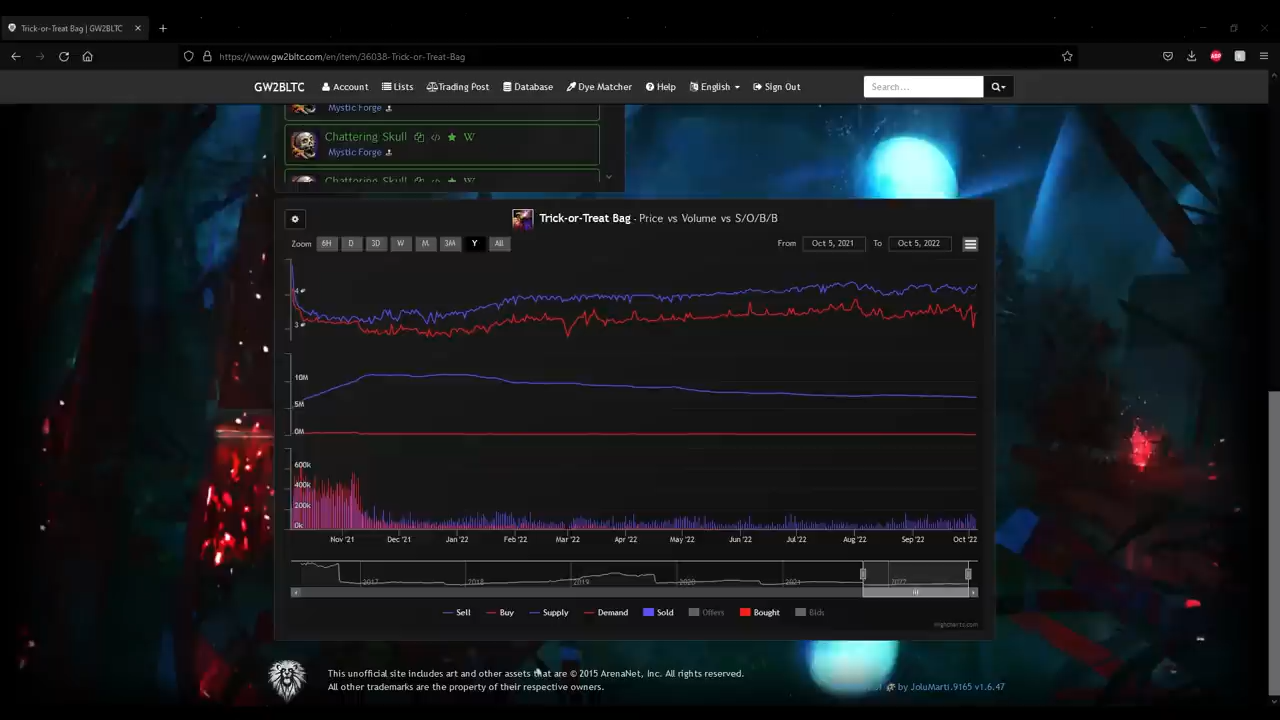 Trick-or-Treat Bag | GW2BLTC
https://www.gw2bltc.com/en/item/36038-Trick-or-Treat-Bag
GW2BLTC Account Lists Trading Post Database Dye Matcher Help English Sign Out Search...
Mystic Forge
Chattering Skull
Mystic Forge
Chattering Skull
Trick-or-Treat Bag - Price vs Volume vs S/O/B/B
Zoom 6H D 3D W M 3M Y All From Oct 5, 2021 To Oct 5, 2022
4
3
10M
5M
0M
600k
400k
200k
0k
Nov '21 Dec '21 Jan '22 Feb '22 Mar '22 Apr '22 May '22 Jun '22 Jul '22 Aug '22 Sep '22 Oct '22
2017 2018 2019 2020 2021 2022
Sell Buy Supply Demand Sold Offers Bought Bids
Highcharts.com
This unofficial site includes art and other assets that are © 2015 ArenaNet, Inc. All rights reserved.
All other trademarks are the property of their respective owners.
by JoluMarti.9165 v1.6.47